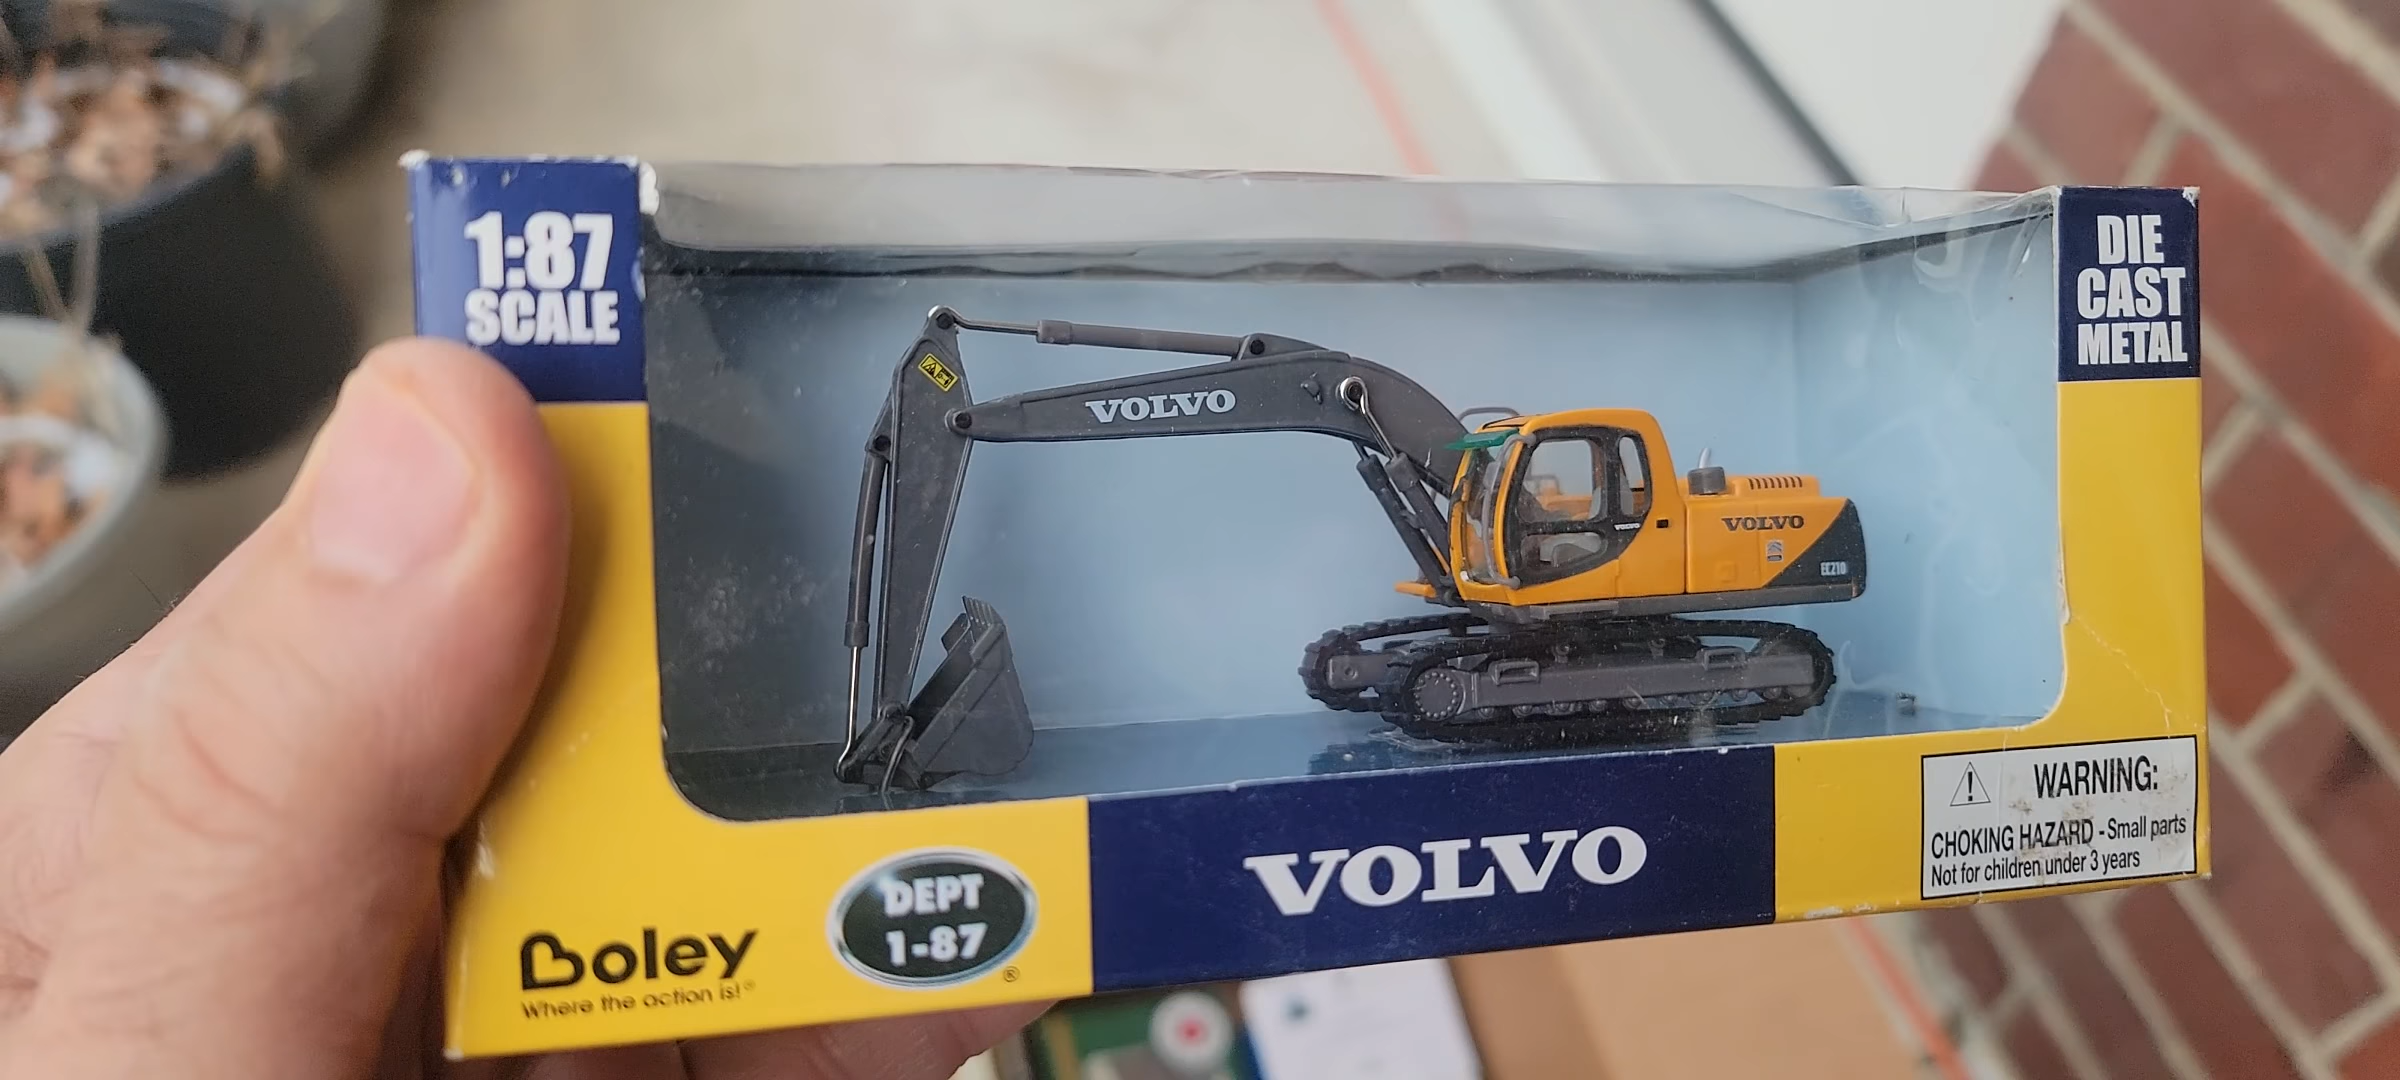 1:87
SCALE
DIE
CAST
METAL
VOLVO
VOLVO
VOLVO
EC210
Boley
Where the action is!®
DEPT
1-87
®
VOLVO
WARNING:
CHOKING HAZARD - Small parts
Not for children under 3 years